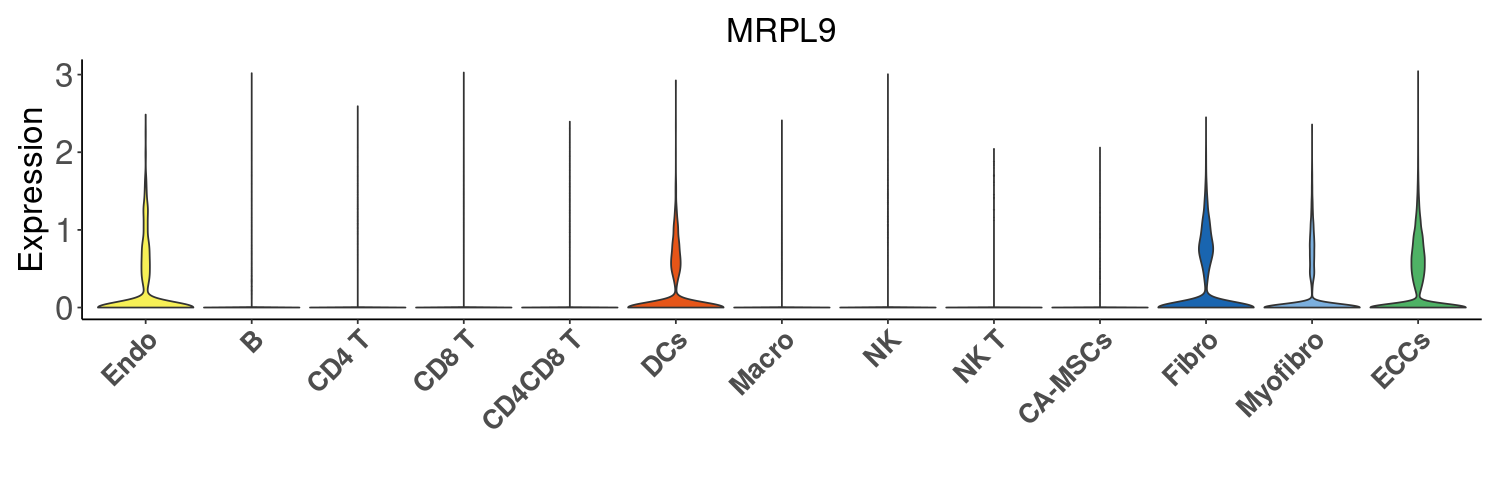 MRPL9
Expression
3
2
1
0
Endo
B
CD4 T
CD8 T
CD4CD8 T
DCs
Macro
NK
NK T
CA-MSCs
Fibro
Myofibro
ECCs